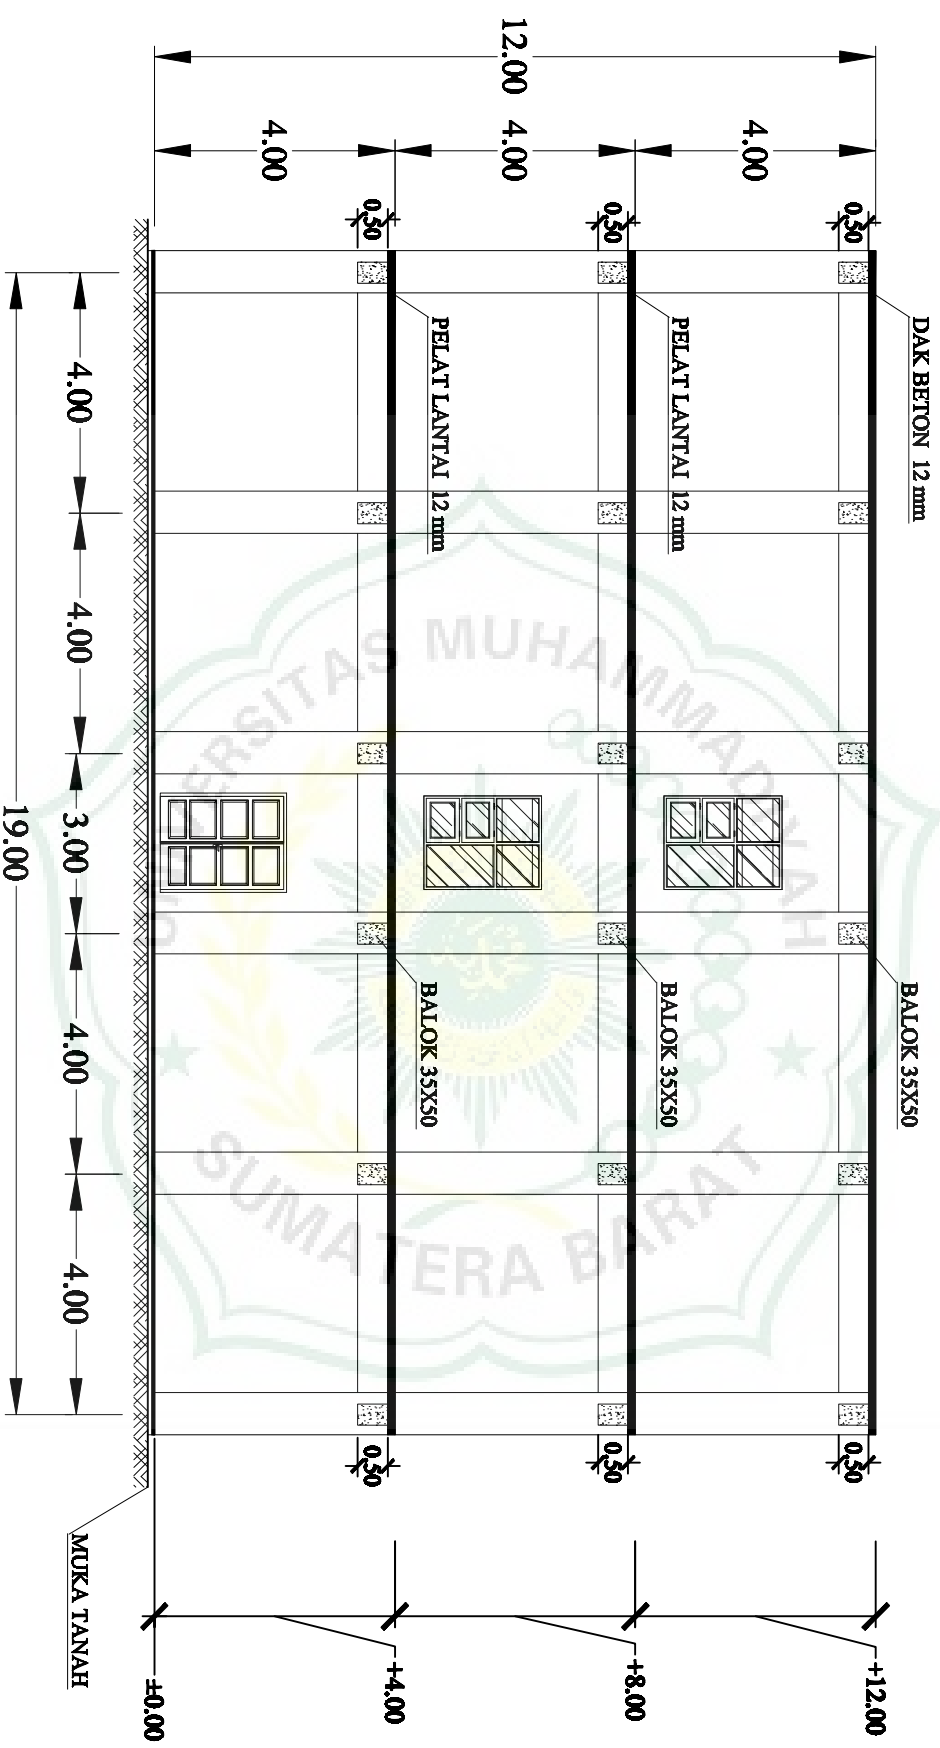 DAK BETON 12 mm
BALOK 35X50
+12.00
0,50
0,50
4.00
PELAT LANTAI 12 mm
BALOK 35X50
+8.00
0,50
0,50
12.00
4.00
PELAT LANTAI 12 mm
BALOK 35X50
+4.00
0,50
0,50
4.00
±0.00
MUKA TANAH
4.00
4.00
3.00
4.00
4.00
19.00
UNIVERSITAS MUHAMMADIYAH
SUMATERA BARAT